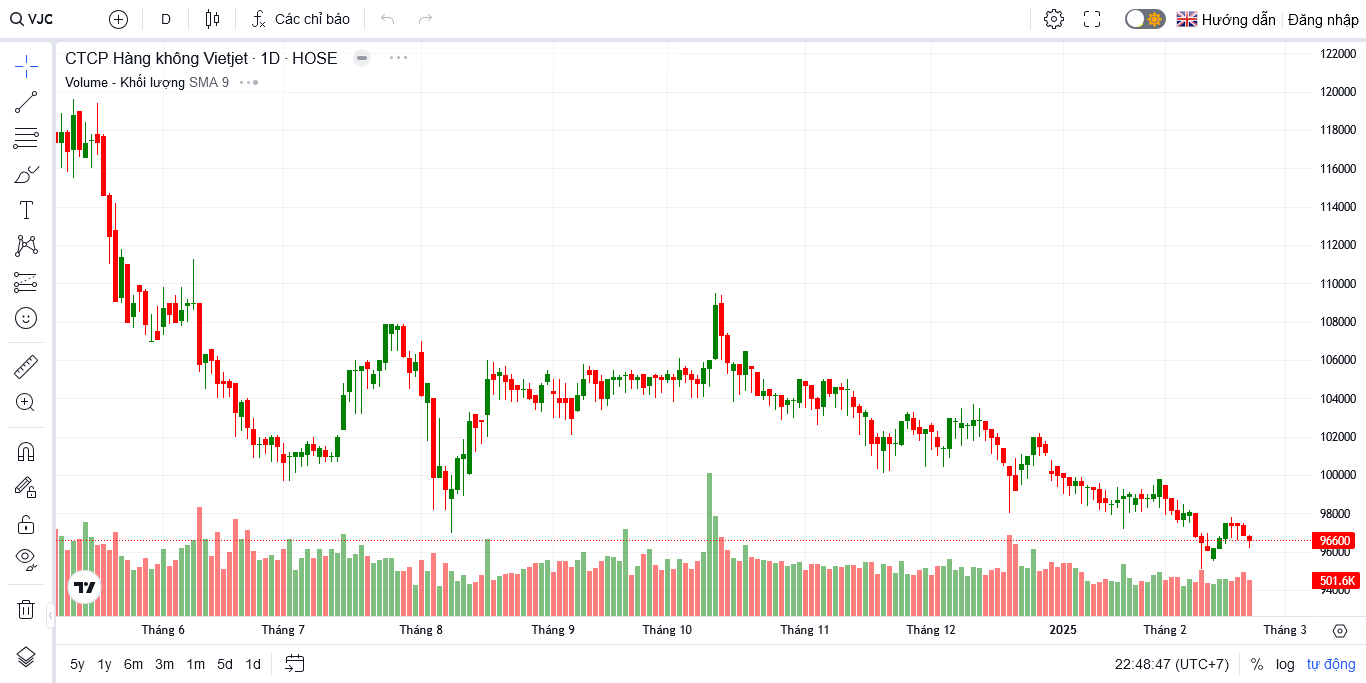 VJC D Các chỉ báo Hướng dẫn Đăng nhập
CTCP Hàng không Vietjet · 1D · HOSE
Volume - Khối lượng SMA 9
122000
120000
118000
116000
114000
112000
110000
108000
106000
104000
102000
100000
98000
96600
96000
501.6K
94000
Tháng 6 Tháng 7 Tháng 8 Tháng 9 Tháng 10 Tháng 11 Tháng 12 2025 Tháng 2 Tháng 3
5y 1y 6m 3m 1m 5d 1d 22:48:47 (UTC+7) % log tự động